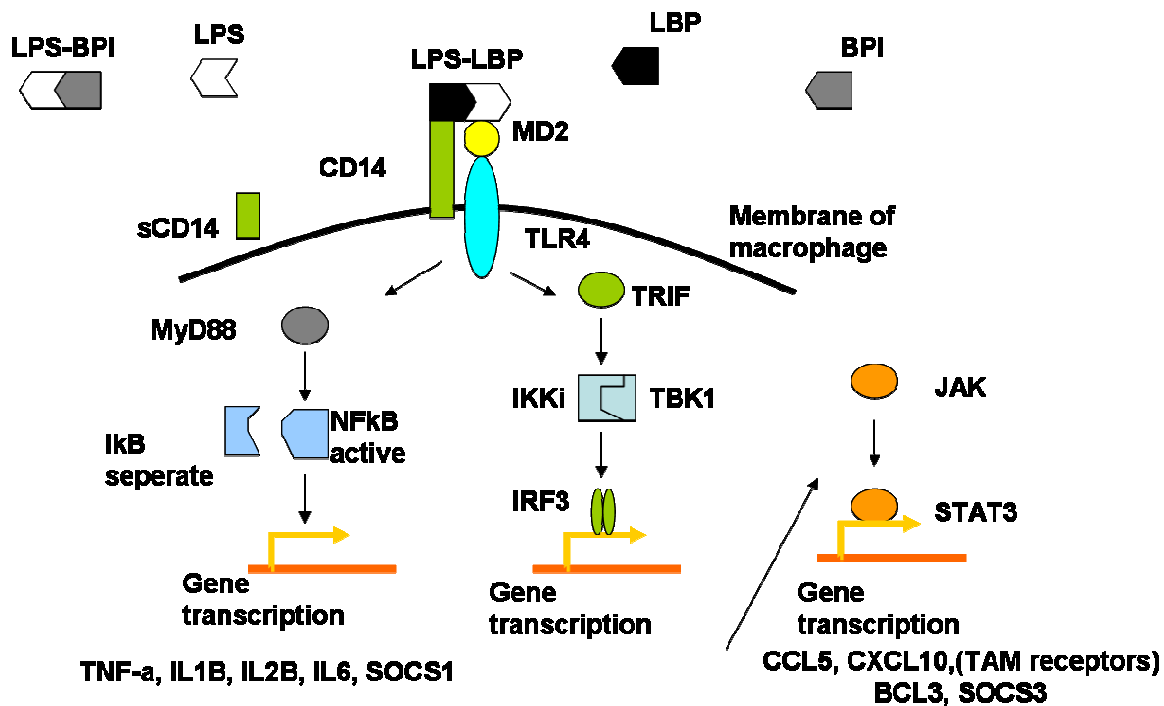 LPS-BPI
LPS
LPS-LBP
LBP
BPI
MD2
CD14
sCD14
TLR4
Membrane of
macrophage
MyD88
TRIF
IKKi
TBK1
JAK
IkB
seperate
NFkB
active
IRF3
STAT3
Gene
transcription
Gene
transcription
Gene
transcription
TNF-a, IL1B, IL2B, IL6, SOCS1
CCL5, CXCL10,(TAM receptors)
BCL3, SOCS3